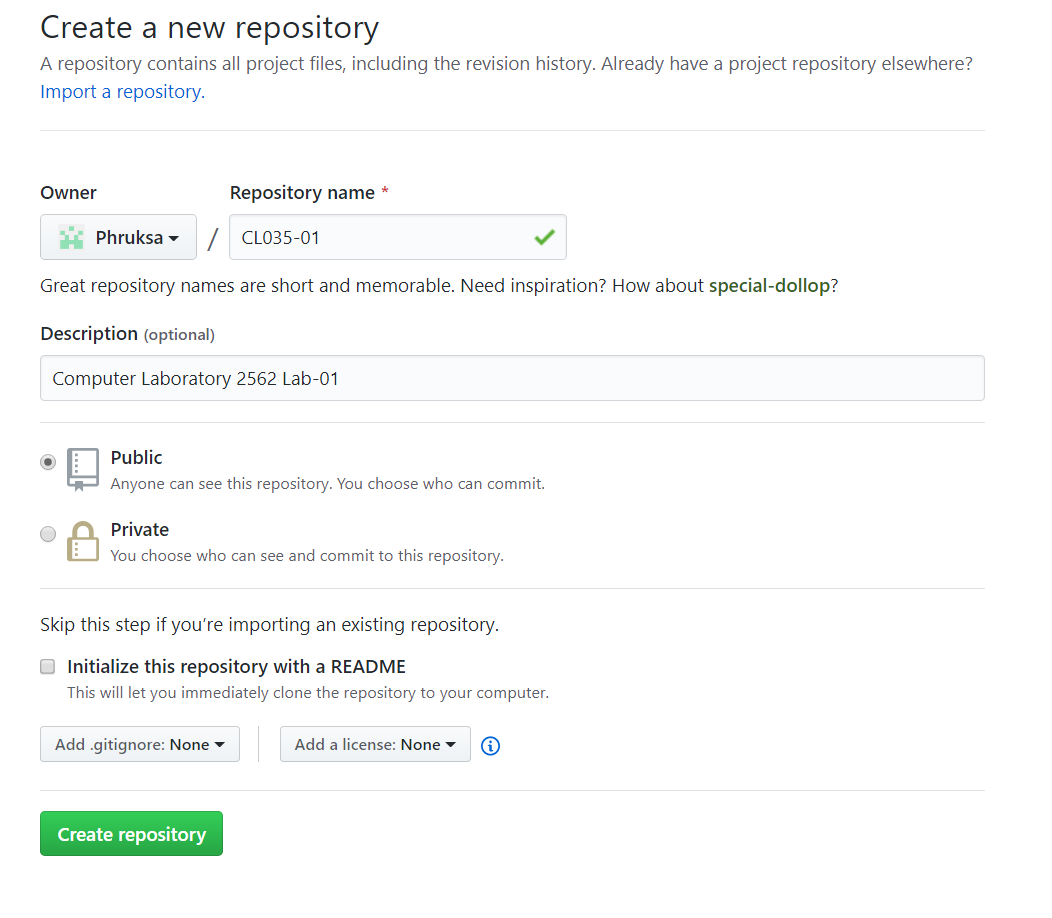 Create a new repository
A repository contains all project files, including the revision history. Already have a project repository elsewhere?
Import a repository.
Owner
Repository name *
Phruksa / CL035-01
Great repository names are short and memorable. Need inspiration? How about special-dollop?
Description (optional)
Computer Laboratory 2562 Lab-01
Public
Anyone can see this repository. You choose who can commit.
Private
You choose who can see and commit to this repository.
Skip this step if you’re importing an existing repository.
Initialize this repository with a README
This will let you immediately clone the repository to your computer.
Add .gitignore: None
Add a license: None
Create repository